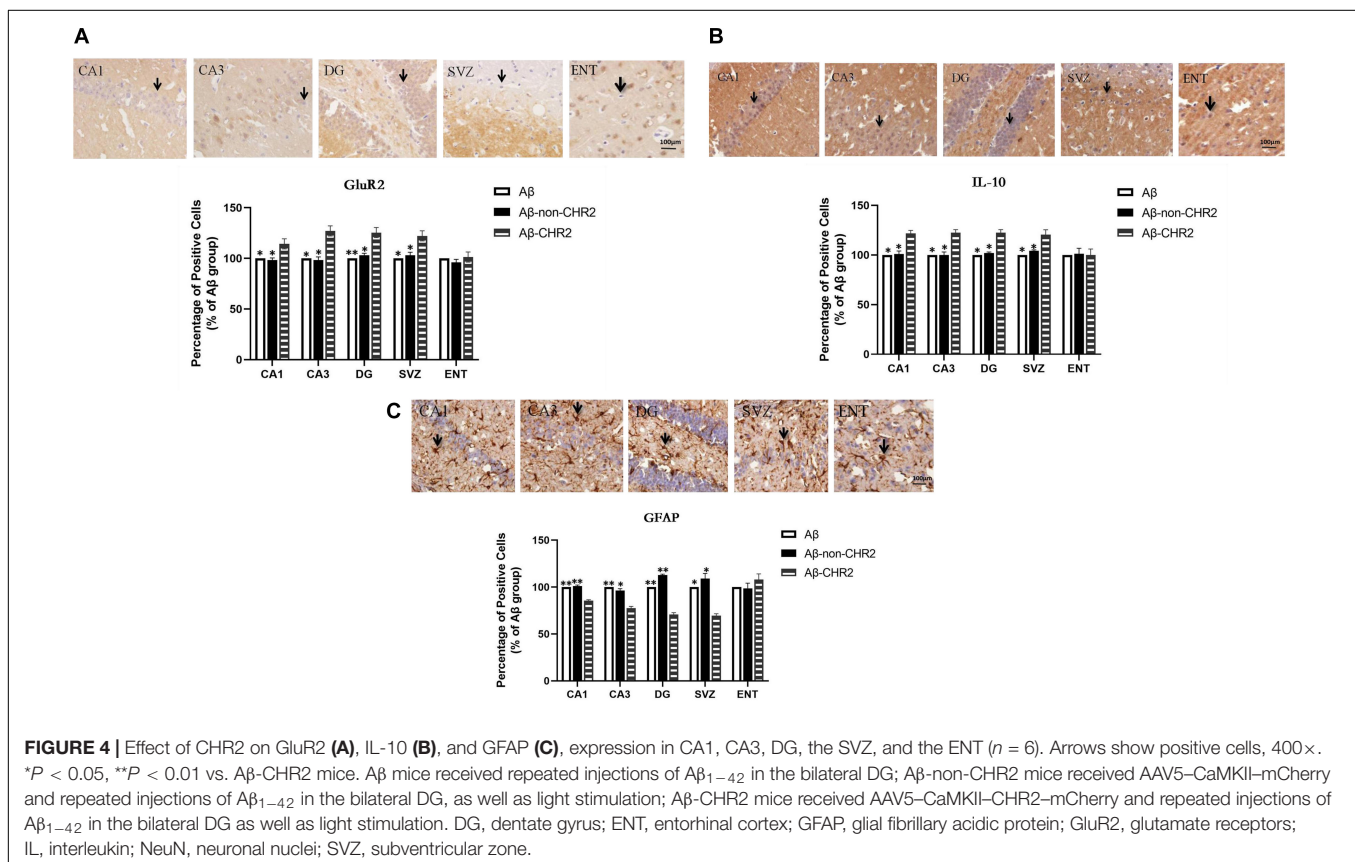 A
CA1
CA3
DG
SVZ
ENT
100μm
GluR2
Percentage of Positive Cells
(% of Aβ group)
150
100
50
0
* * * * ** * * *
CA1 CA3 DG SVZ ENT
Aβ
Aβ-non-CHR2
Aβ-CHR2
B
CA1
CA3
DG
SVZ
ENT
100μm
IL-10
Percentage of Positive Cells
(% of Aβ group)
150
100
50
0
* * * * * * * *
CA1 CA3 DG SVZ ENT
Aβ
Aβ-non-CHR2
Aβ-CHR2
C
CA1
CA3
DG
SVZ
ENT
100μm
GFAP
Percentage of Positive Cells
(% of Aβ group)
150
100
50
0
** ** ** * ** ** * *
CA1 CA3 DG SVZ ENT
Aβ
Aβ-non-CHR2
Aβ-CHR2
FIGURE 4 | Effect of CHR2 on GluR2 (A), IL-10 (B), and GFAP (C), expression in CA1, CA3, DG, the SVZ, and the ENT (n = 6). Arrows show positive cells, 400×.
*P < 0.05, **P < 0.01 vs. Aβ-CHR2 mice. Aβ mice received repeated injections of Aβ1−42 in the bilateral DG; Aβ-non-CHR2 mice received AAV5–CaMKII–mCherry
and repeated injections of Aβ1−42 in the bilateral DG, as well as light stimulation; Aβ-CHR2 mice received AAV5–CaMKII–CHR2–mCherry and repeated injections of
Aβ1−42 in the bilateral DG as well as light stimulation. DG, dentate gyrus; ENT, entorhinal cortex; GFAP, glial fibrillary acidic protein; GluR2, glutamate receptors;
IL, interleukin; NeuN, neuronal nuclei; SVZ, subventricular zone.